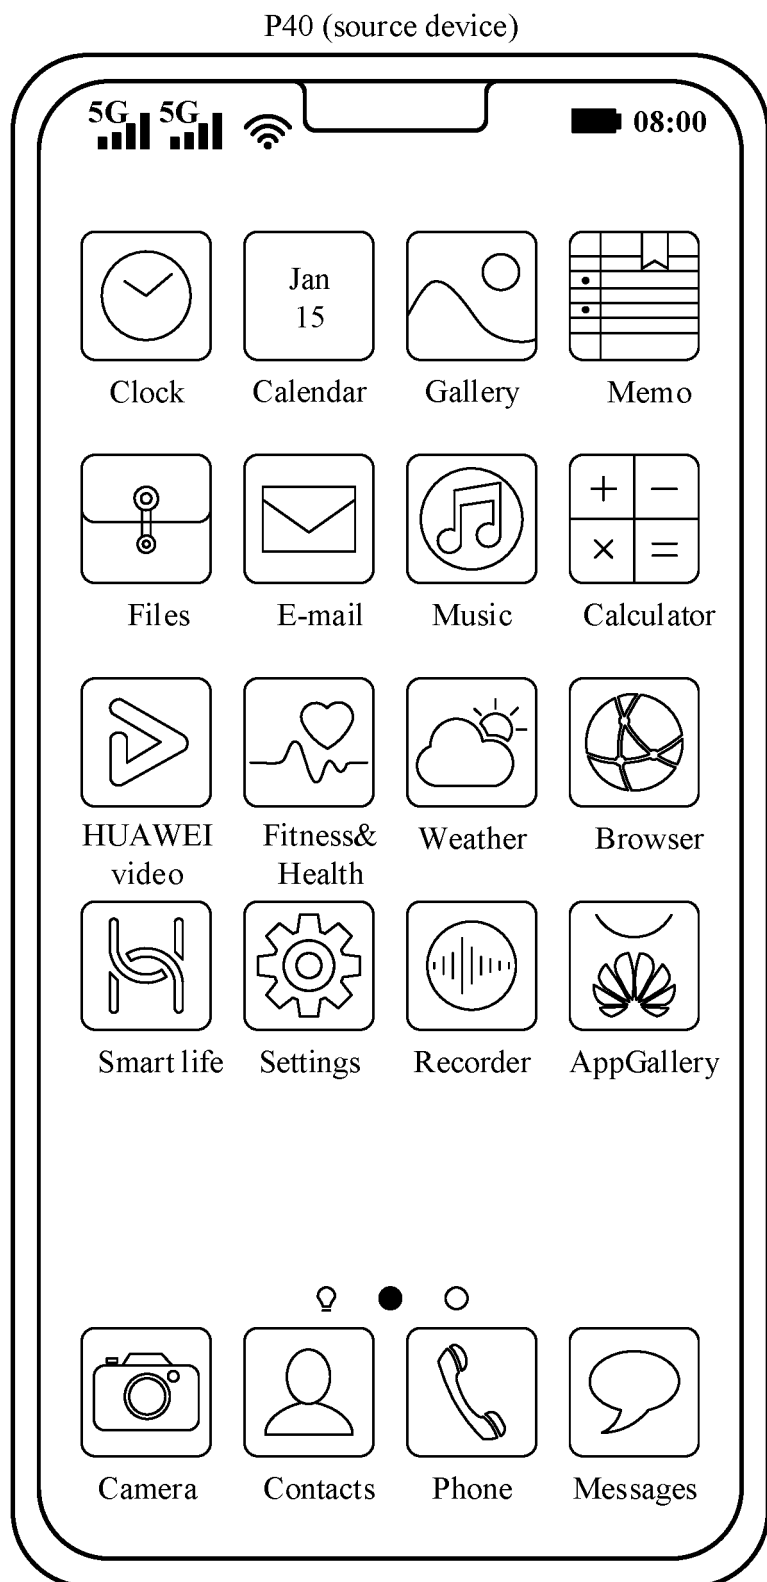 P40 (source device)
5G 5G 08:00
Jan
15
Clock Calendar Gallery Memo
Files E-mail Music Calculator
HUAWEI Fitness& Weather Browser
video Health
Smart life Settings Recorder AppGallery
Camera Contacts Phone Messages